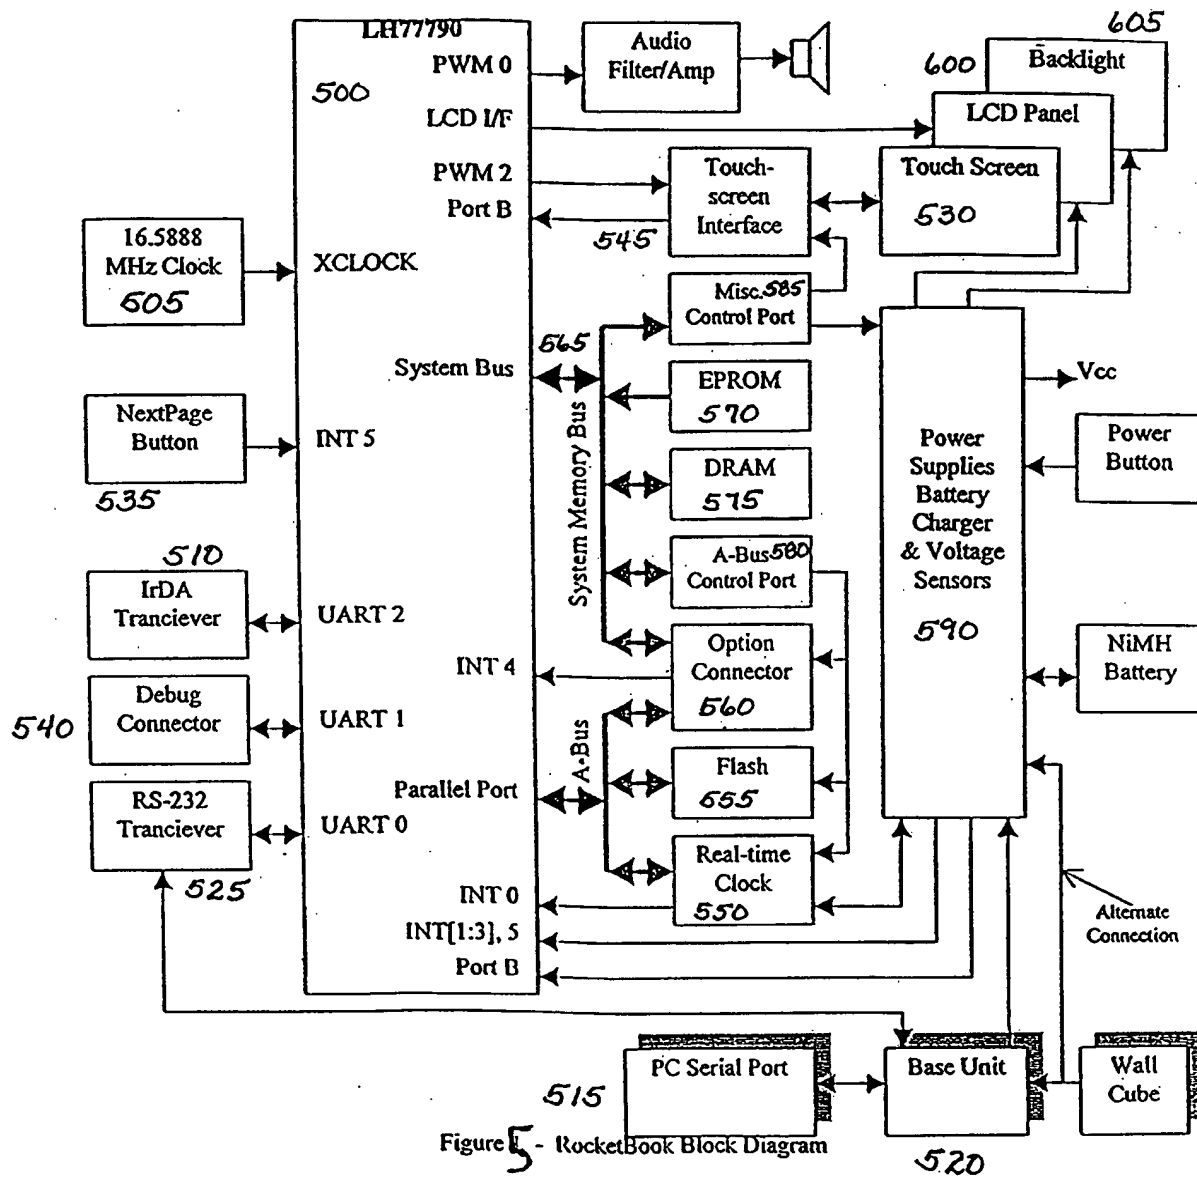 LH77790
500
PWM 0
LCD I/F
PWM 2
Port B
XCLOCK
System Bus
INT 5
UART 2
INT 4
UART 1
Parallel Port
UART 0
INT 0
INT[1:3], 5
Port B
Audio
Filter/Amp
605
Backlight
600
LCD Panel
Touch Screen
530
Touch-
screen
Interface
545
16.5888
MHz Clock
505
Misc. 585
Control Port
565
System Memory Bus
EPROM
570
Vcc
NextPage
Button
535
DRAM
575
Power
Supplies
Battery
Charger
& Voltage
Sensors
590
Power
Button
510
IrDA
Tranciever
A-Bus 580
Control Port
Option
Connector
560
NiMH
Battery
540
Debug
Connector
A-Bus
Flash
555
RS-232
Tranciever
525
Real-time
Clock
550
Alternate
Connection
515
PC Serial Port
Base Unit
520
Wall
Cube
Figure 5 - RocketBook Block Diagram